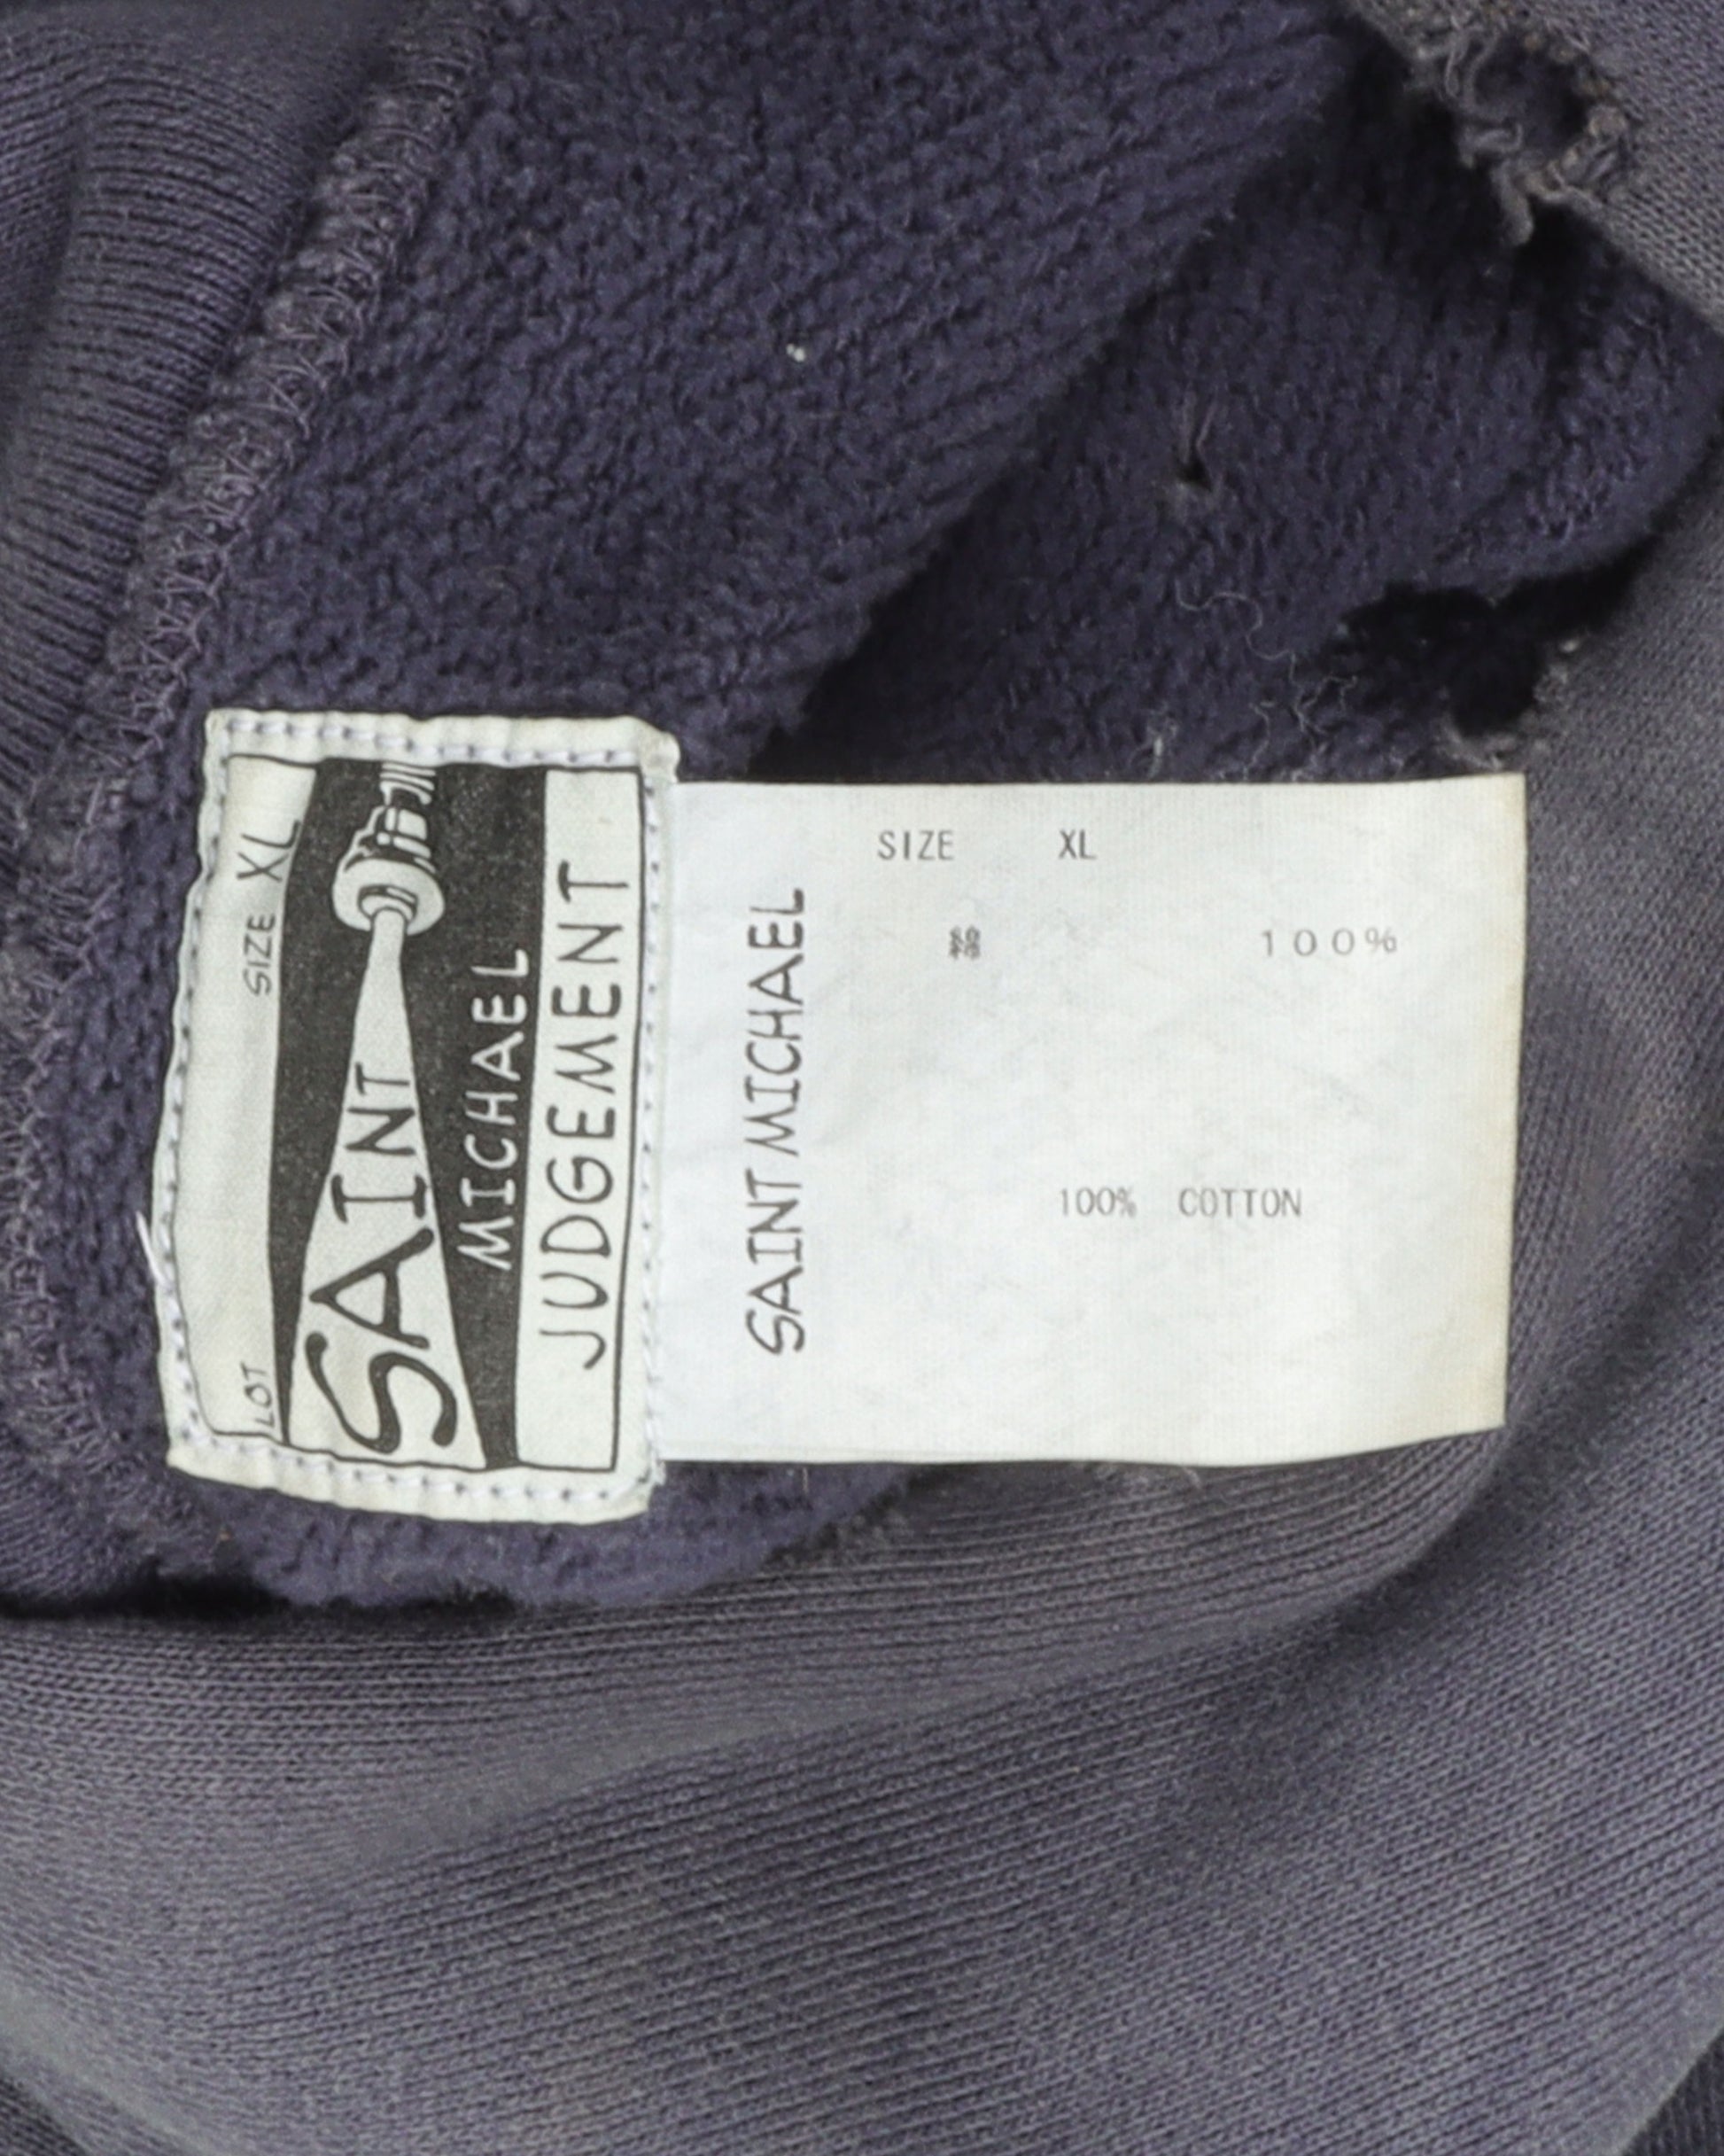 SIZE XL
LOT
SAINT
MICHAEL
JUDGEMENT
SAINT MICHAEL
SIZE XL
綿 100%
100% COTTON